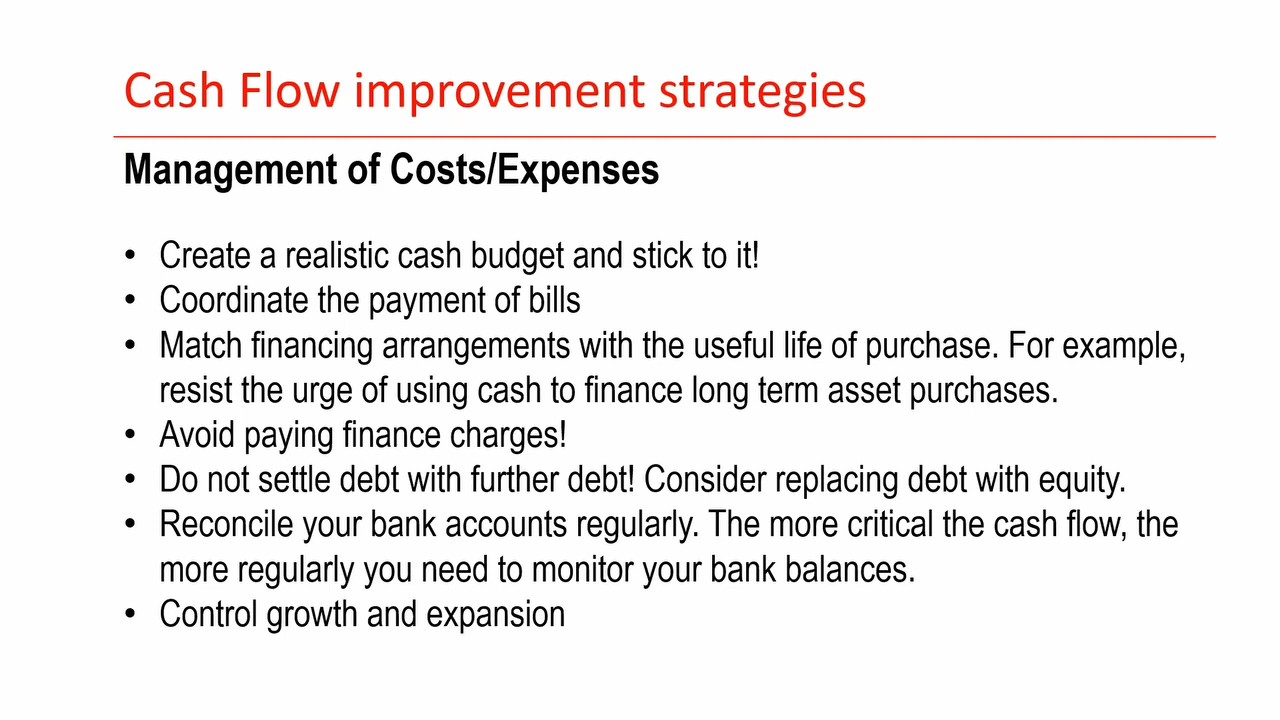 Cash Flow improvement strategies
Management of Costs/Expenses
• Create a realistic cash budget and stick to it!
• Coordinate the payment of bills
• Match financing arrangements with the useful life of purchase. For example,
resist the urge of using cash to finance long term asset purchases.
• Avoid paying finance charges!
• Do not settle debt with further debt! Consider replacing debt with equity.
• Reconcile your bank accounts regularly. The more critical the cash flow, the
more regularly you need to monitor your bank balances.
• Control growth and expansion